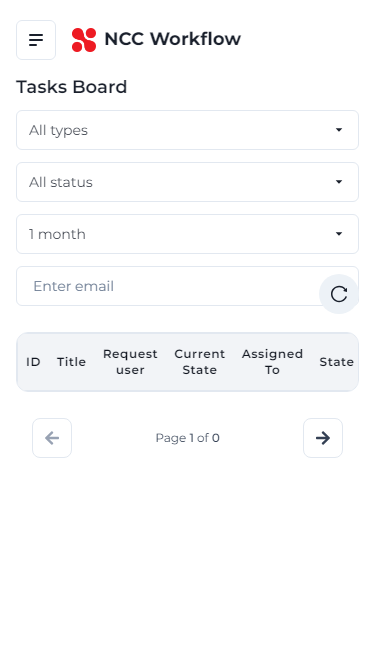 NCC Workflow
Tasks Board
All types
All status
1 month
Enter email
ID Title Request user Current State Assigned To State
Page 1 of 0